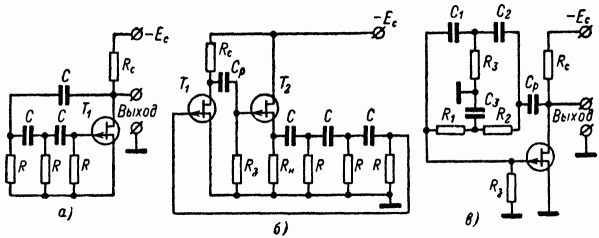 −Eс
Rс
C
C C
T₁
Выход
R R R
а)
−Eс
Rс
Cр
T₁ T₂
C C C
Rз Rн R R R
б)
C₁ C₂
−Eс
R₃ Rс
Cр
C₃
R₁ R₂
Выход
Rз
в)